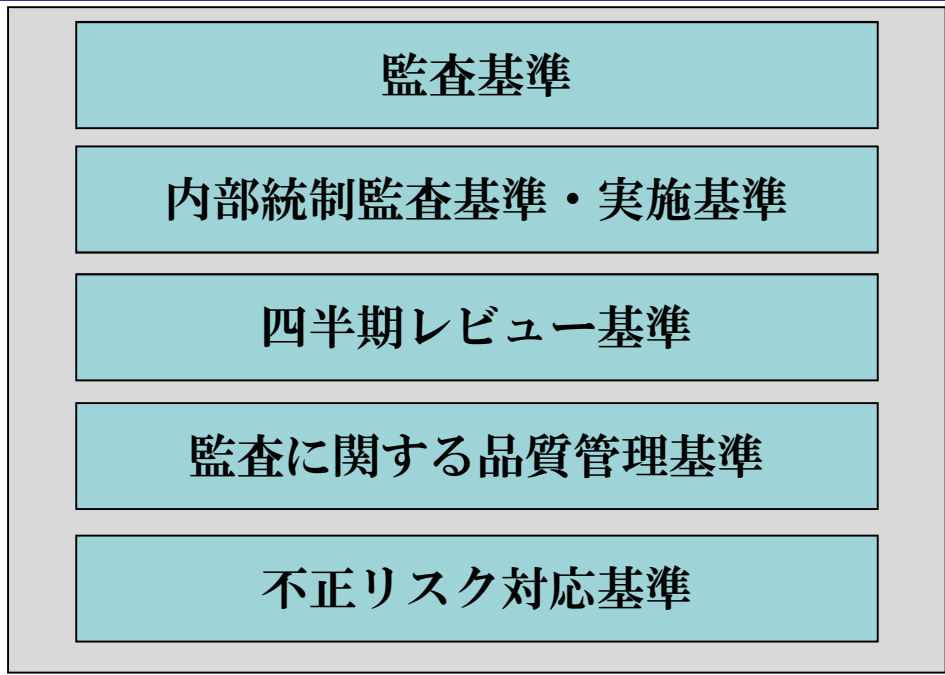 監査基準
内部統制監査基準・実施基準
四半期レビュー基準
監査に関する品質管理基準
不正リスク対応基準